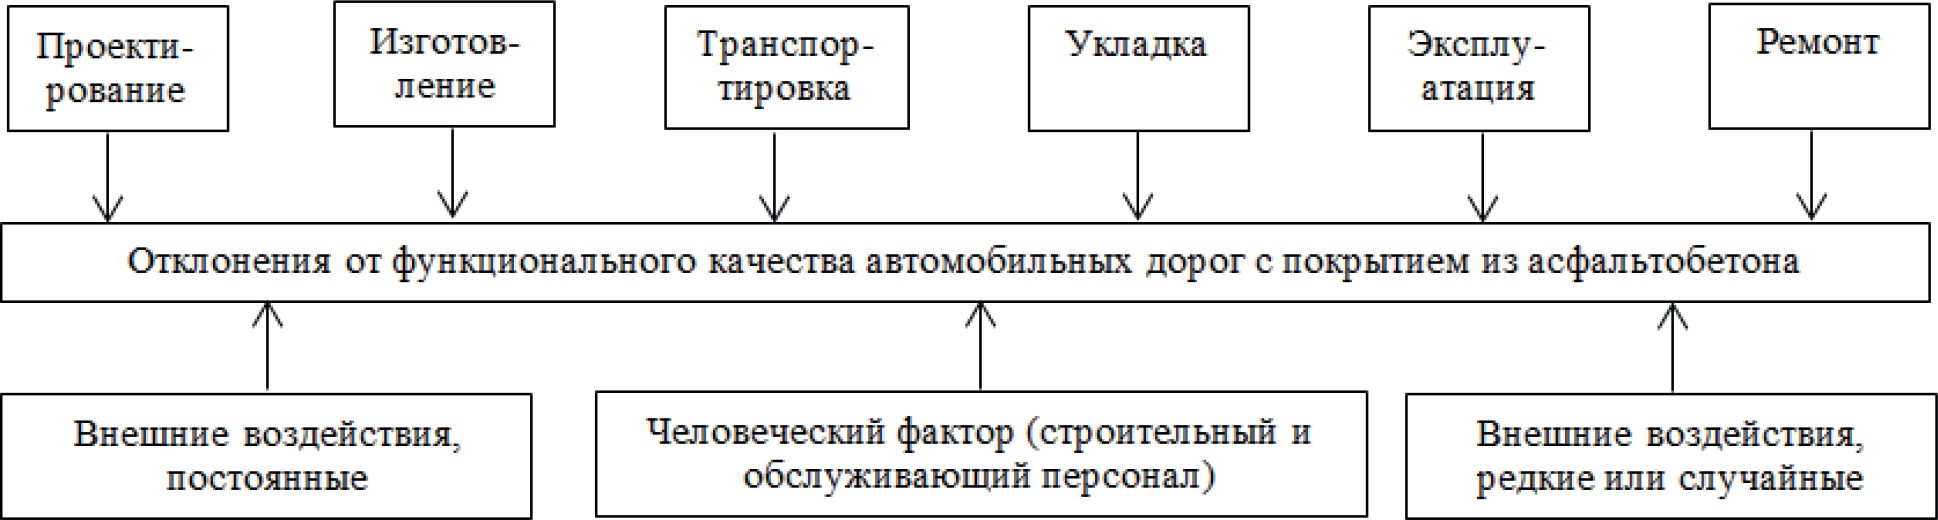 Проекти-
рование
Изготов-
ление
Транспор-
тировка
Укладка
Эксплу-
атация
Ремонт
Отклонения от функционального качества автомобильных дорог с покрытием из асфальтобетона
Внешние воздействия,
постоянные
Человеческий фактор (строительный и
обслуживающий персонал)
Внешние воздействия,
редкие или случайные